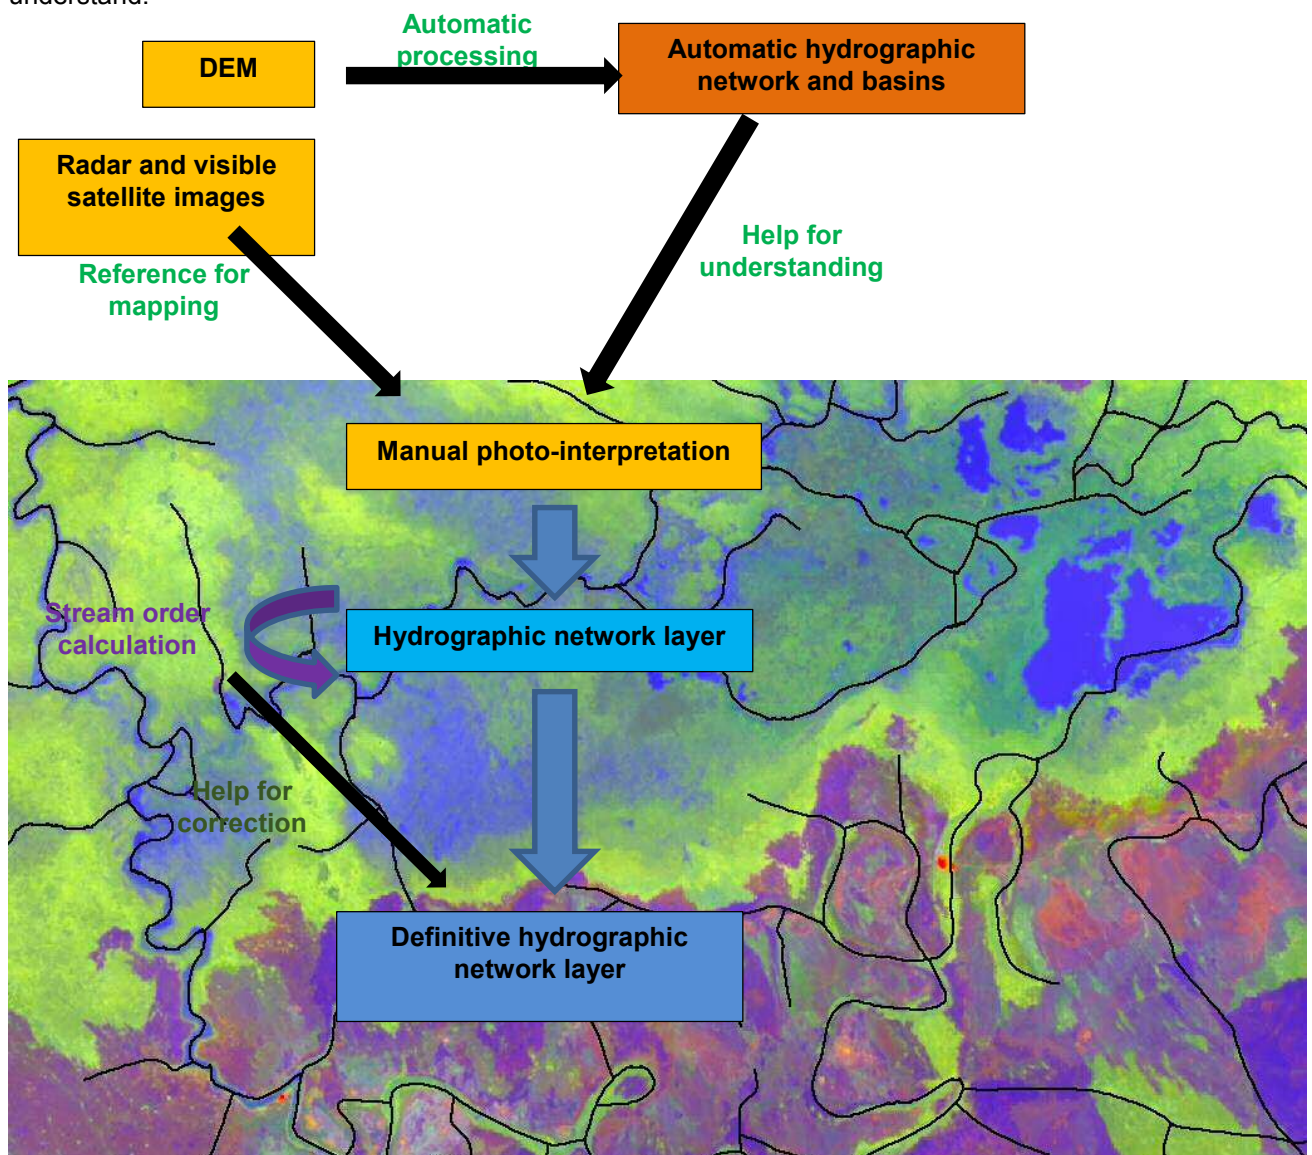 understand.
Automatic
processing
DEM
Automatic hydrographic
network and basins
Radar and visible
satellite images
Reference for
mapping
Help for
understanding
Manual photo-interpretation
Stream order
calculation
Hydrographic network layer
Help for
correction
Definitive hydrographic
network layer